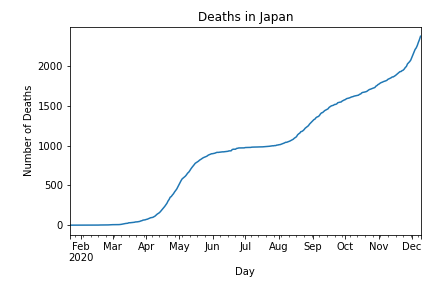 Deaths in Japan
Number of Deaths
2000
1500
1000
500
0
Feb Mar Apr May Jun Jul Aug Sep Oct Nov Dec
2020
Day